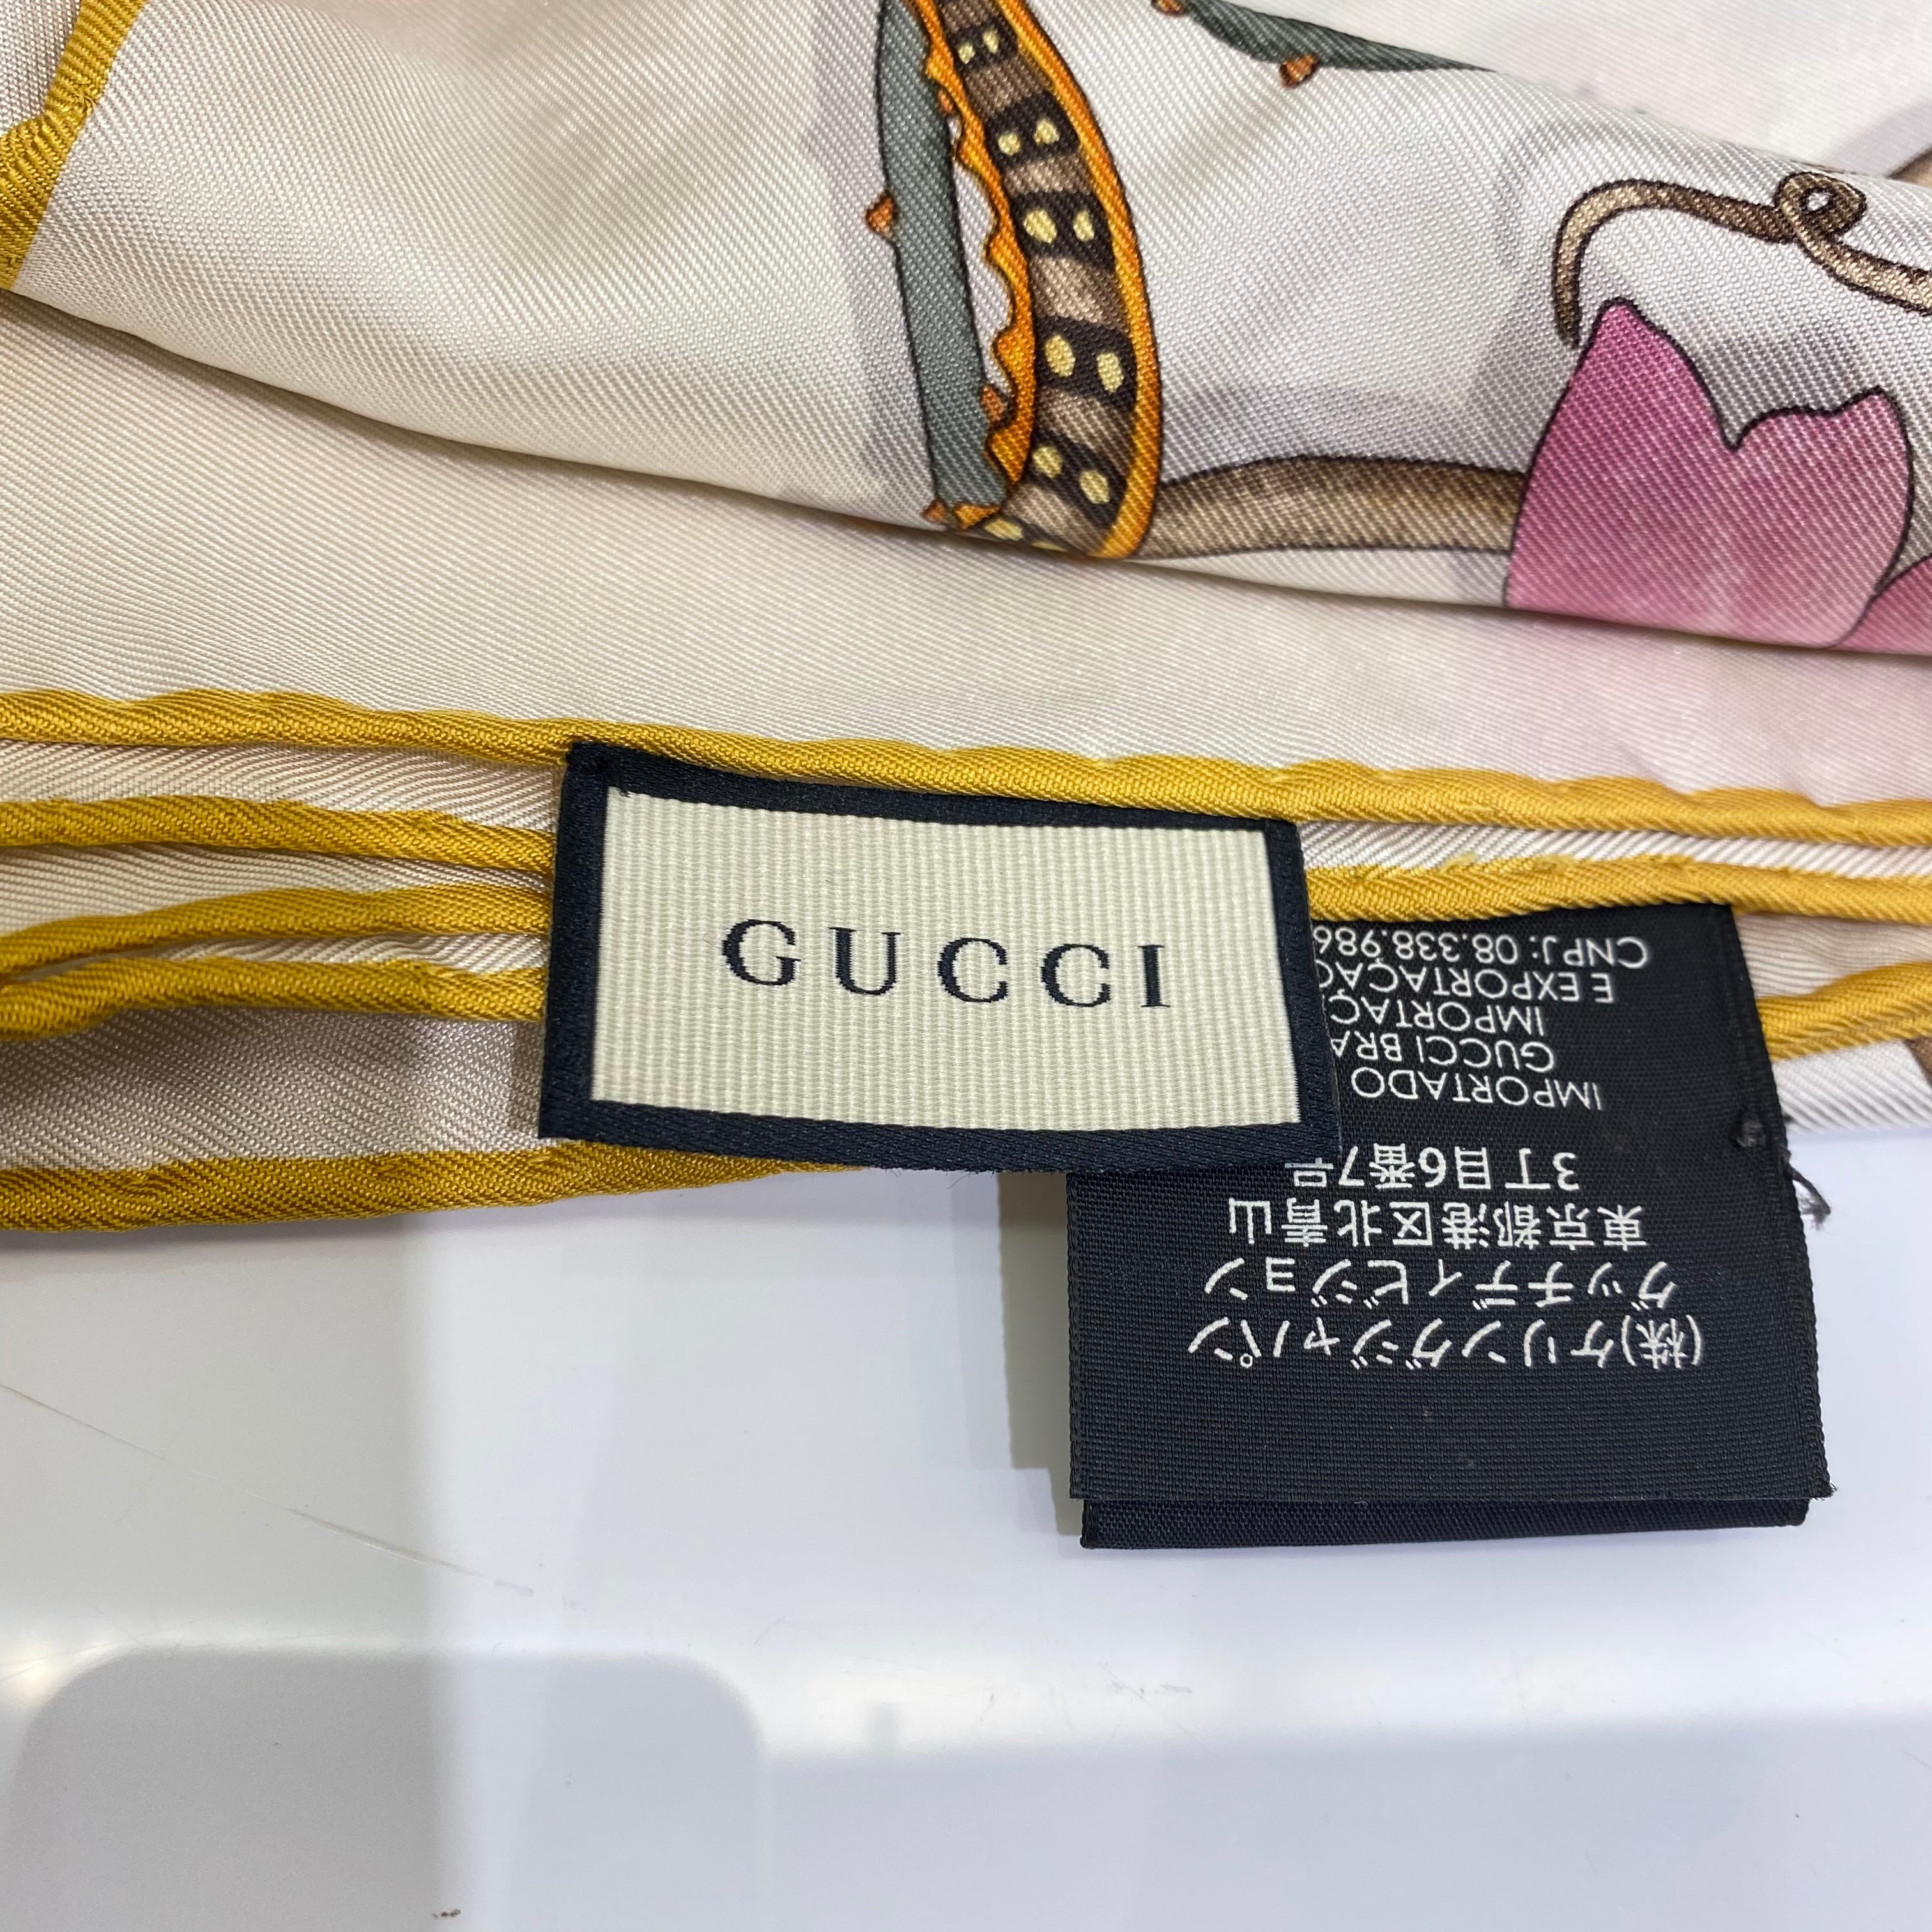 GUCCI
(株)ケリングジャパン
グッチディビジョン
東京都港区北青山
3丁目6番7号
IMPORTADO
GUCCI BRA
IMPORTAÇ
E EXPORTAÇÃO
CNPJ: 08.338.986